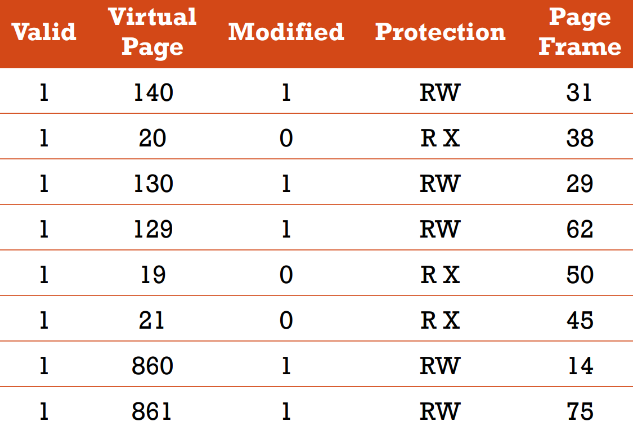 Valid Virtual Page Modified Protection Page Frame
1 140 1 RW 31
1 20 0 R X 38
1 130 1 RW 29
1 129 1 RW 62
1 19 0 R X 50
1 21 0 R X 45
1 860 1 RW 14
1 861 1 RW 75